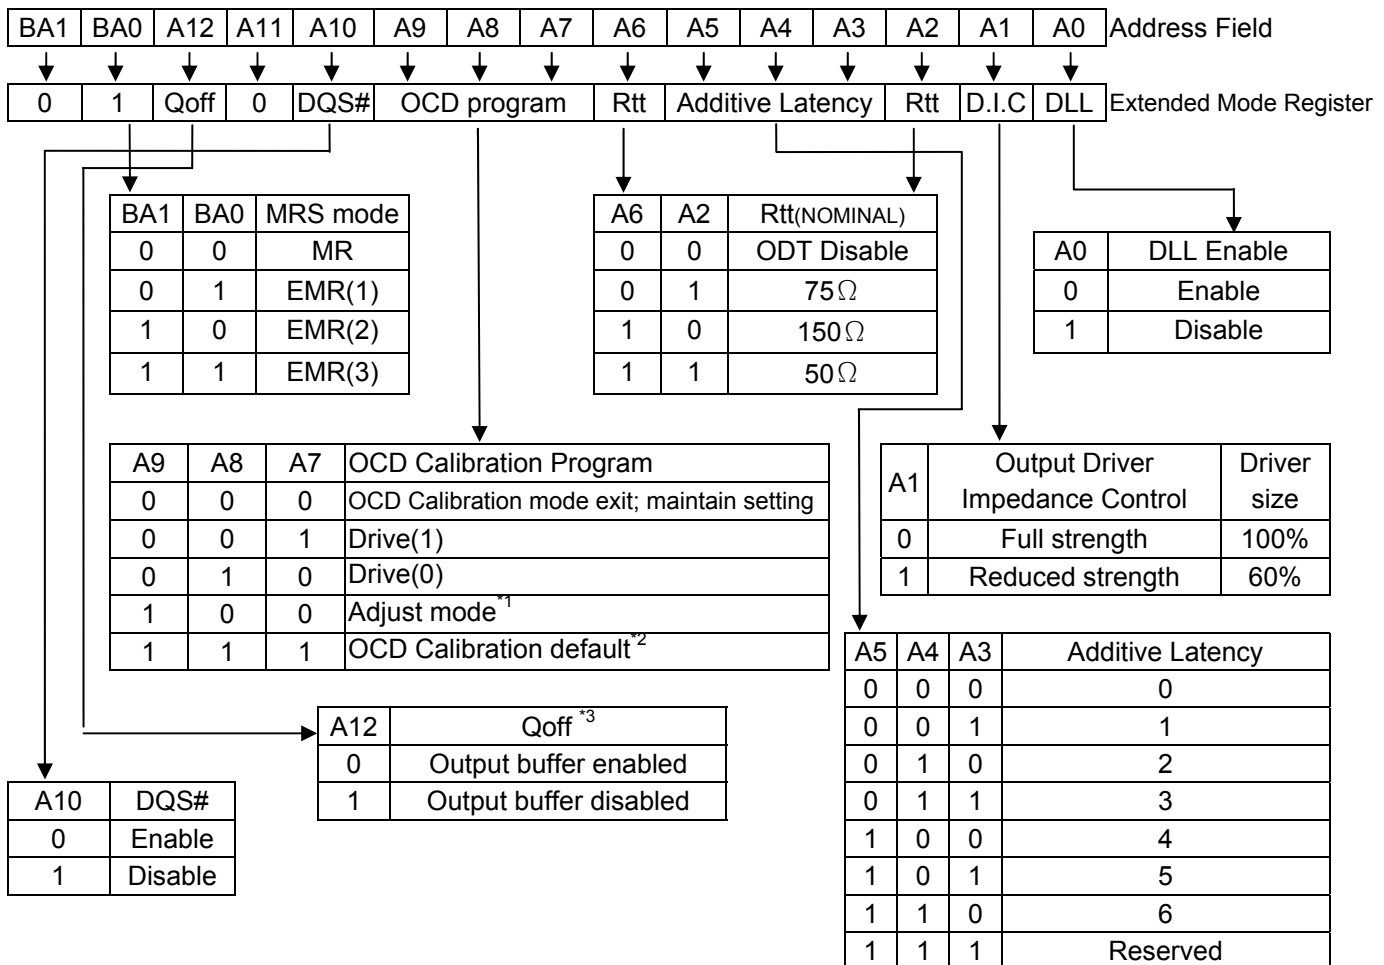 BA1 BA0 A12 A11 A10 A9 A8 A7 A6 A5 A4 A3 A2 A1 A0 Address Field
0 1 Qoff 0 DQS# OCD program Rtt Additive Latency Rtt D.I.C DLL Extended Mode Register
BA1 BA0 MRS mode
0 0 MR
0 1 EMR(1)
1 0 EMR(2)
1 1 EMR(3)
A6 A2 Rtt(NOMINAL)
0 0 ODT Disable
0 1 75Ω
1 0 150Ω
1 1 50Ω
A0 DLL Enable
0 Enable
1 Disable
A9 A8 A7 OCD Calibration Program
0 0 0 OCD Calibration mode exit; maintain setting
0 0 1 Drive(1)
0 1 0 Drive(0)
1 0 0 Adjust mode*1
1 1 1 OCD Calibration default*2
A1 Output Driver Impedance Control Driver size
0 Full strength 100%
1 Reduced strength 60%
A12 Qoff *3
0 Output buffer enabled
1 Output buffer disabled
A10 DQS#
0 Enable
1 Disable
A5 A4 A3 Additive Latency
0 0 0 0
0 0 1 1
0 1 0 2
0 1 1 3
1 0 0 4
1 0 1 5
1 1 0 6
1 1 1 Reserved